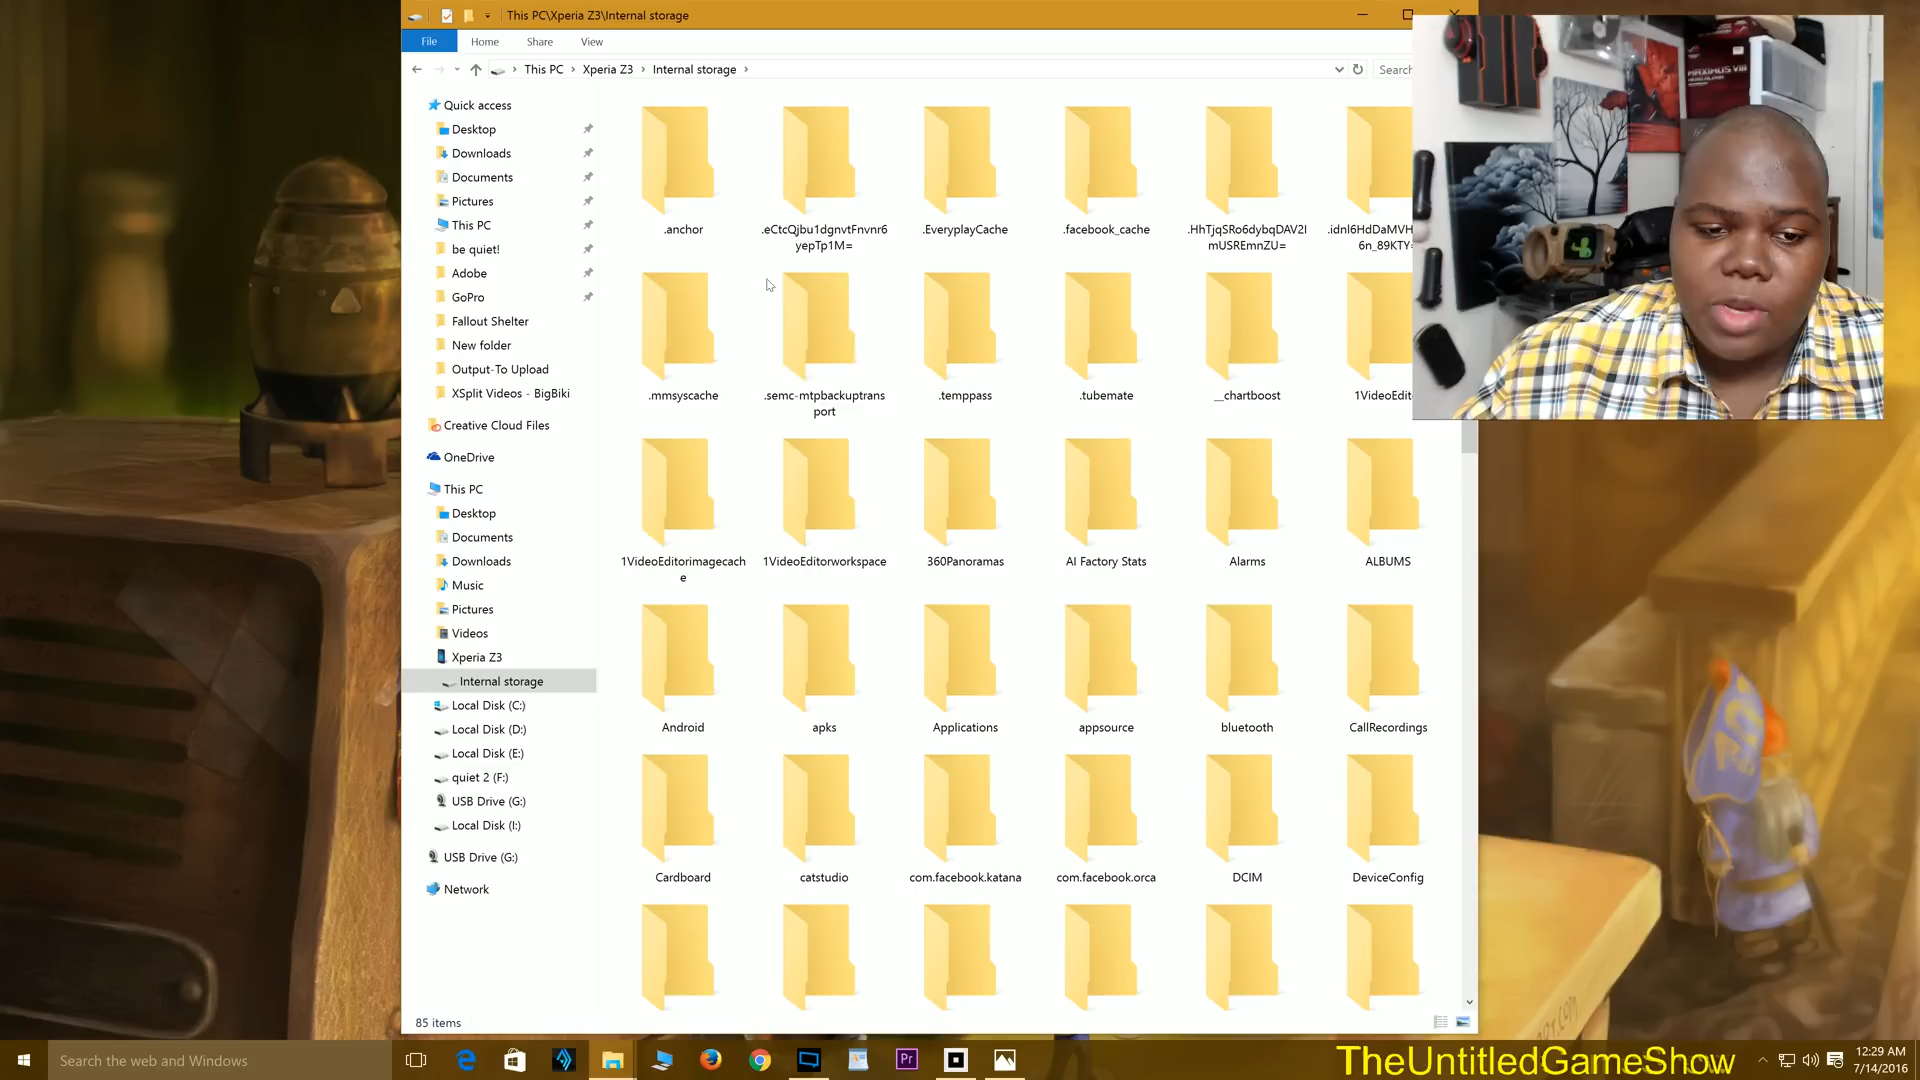 This PC\Xperia Z3\Internal storage
File Home Share View
This PC Xperia Z3 Internal storage
Search
Quick access
Desktop
Downloads
Documents
Pictures
This PC
be quiet!
Adobe
GoPro
Fallout Shelter
New folder
Output-To Upload
XSplit Videos - BigBiki
Creative Cloud Files
OneDrive
This PC
Desktop
Documents
Downloads
Music
Pictures
Videos
Xperia Z3
Internal storage
Local Disk (C:)
Local Disk (D:)
Local Disk (E:)
quiet 2 (F:)
USB Drive (G:)
Local Disk (I:)
USB Drive (G:)
Network
.anchor
.eCtcQjbu1dgnvtFnvnr6
yepTp1M=
.EveryplayCache
.facebook_cache
.HhTjqSRo6dybqDAV2I
mUSREmnZU=
.idnI6HdDaMVH
6n_89KTY=
.mmsyscache
.semc-mtpbackuptrans
port
.temppass
.tubemate
__chartboost
1VideoEdit
1VideoEditorimagecach
e
1VideoEditorworkspace
360Panoramas
AI Factory Stats
Alarms
ALBUMS
Android
apks
Applications
appsource
bluetooth
CallRecordings
Cardboard
catstudio
com.facebook.katana
com.facebook.orca
DCIM
DeviceConfig
85 items
MAXIMUS VIII
Search the web and Windows
Pr
TheUntitledGameShow
12:29 AM
7/14/2016